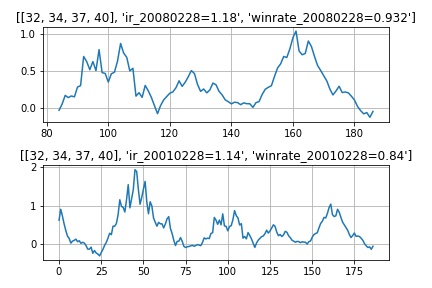 [[32, 34, 37, 40], 'ir_20080228=1.18', 'winrate_20080228=0.932']
1.0
0.5
0.0
80 100 120 140 160 180
[[32, 34, 37, 40], 'ir_20010228=1.14', 'winrate_20010228=0.84']
2
1
0
0 25 50 75 100 125 150 175